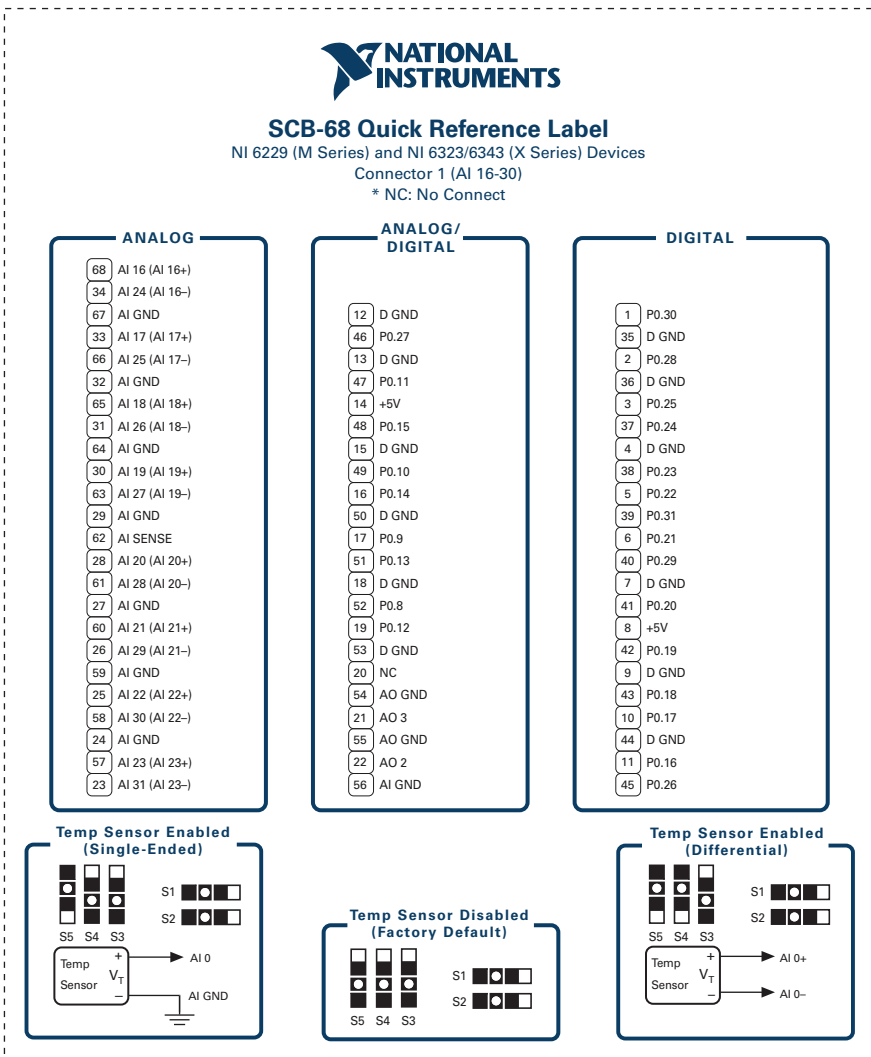 NATIONAL
INSTRUMENTS
SCB-68 Quick Reference Label
NI 6229 (M Series) and NI 6323/6343 (X Series) Devices
Connector 1 (AI 16-30)
* NC: No Connect
ANALOG
68 AI 16 (AI 16+)
34 AI 24 (AI 16–)
67 AI GND
33 AI 17 (AI 17+)
66 AI 25 (AI 17–)
32 AI GND
65 AI 18 (AI 18+)
31 AI 26 (AI 18–)
64 AI GND
30 AI 19 (AI 19+)
63 AI 27 (AI 19–)
29 AI GND
62 AI SENSE
28 AI 20 (AI 20+)
61 AI 28 (AI 20–)
27 AI GND
60 AI 21 (AI 21+)
26 AI 29 (AI 21–)
59 AI GND
25 AI 22 (AI 22+)
58 AI 30 (AI 22–)
24 AI GND
57 AI 23 (AI 23+)
23 AI 31 (AI 23–)
ANALOG/
DIGITAL
12 D GND
46 P0.27
13 D GND
47 P0.11
14 +5V
48 P0.15
15 D GND
49 P0.10
16 P0.14
50 D GND
17 P0.9
51 P0.13
18 D GND
52 P0.8
19 P0.12
53 D GND
20 NC
54 AO GND
21 AO 3
55 AO GND
22 AO 2
56 AI GND
DIGITAL
1 P0.30
35 D GND
2 P0.28
36 D GND
3 P0.25
37 P0.24
4 D GND
38 P0.23
5 P0.22
39 P0.31
6 P0.21
40 P0.29
7 D GND
41 P0.20
8 +5V
42 P0.19
9 D GND
43 P0.18
10 P0.17
44 D GND
11 P0.16
45 P0.26
Temp Sensor Enabled
(Single-Ended)
S1
S2
S5 S4 S3
Temp
Sensor
+
VT
–
AI 0
AI GND
Temp Sensor Disabled
(Factory Default)
S1
S2
S5 S4 S3
Temp Sensor Enabled
(Differential)
S1
S2
S5 S4 S3
Temp
Sensor
+
VT
–
AI 0+
AI 0–